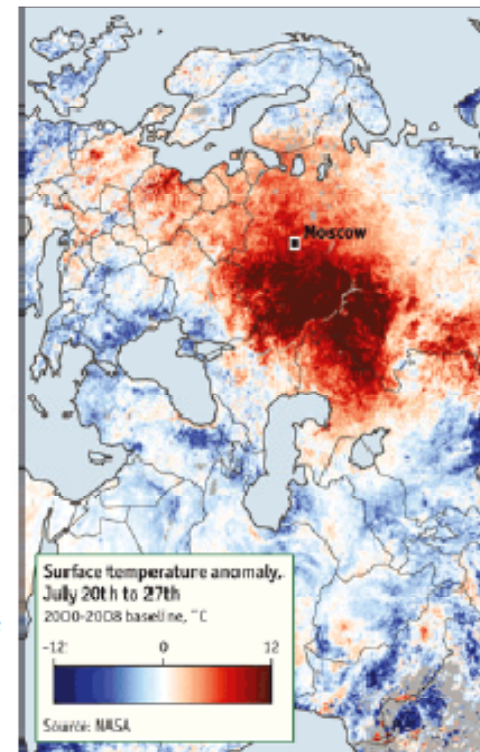 Moscow
Surface temperature anomaly,
July 20th to 27th
2000-2008 baseline, °C
-12 0 12
Source: NASA